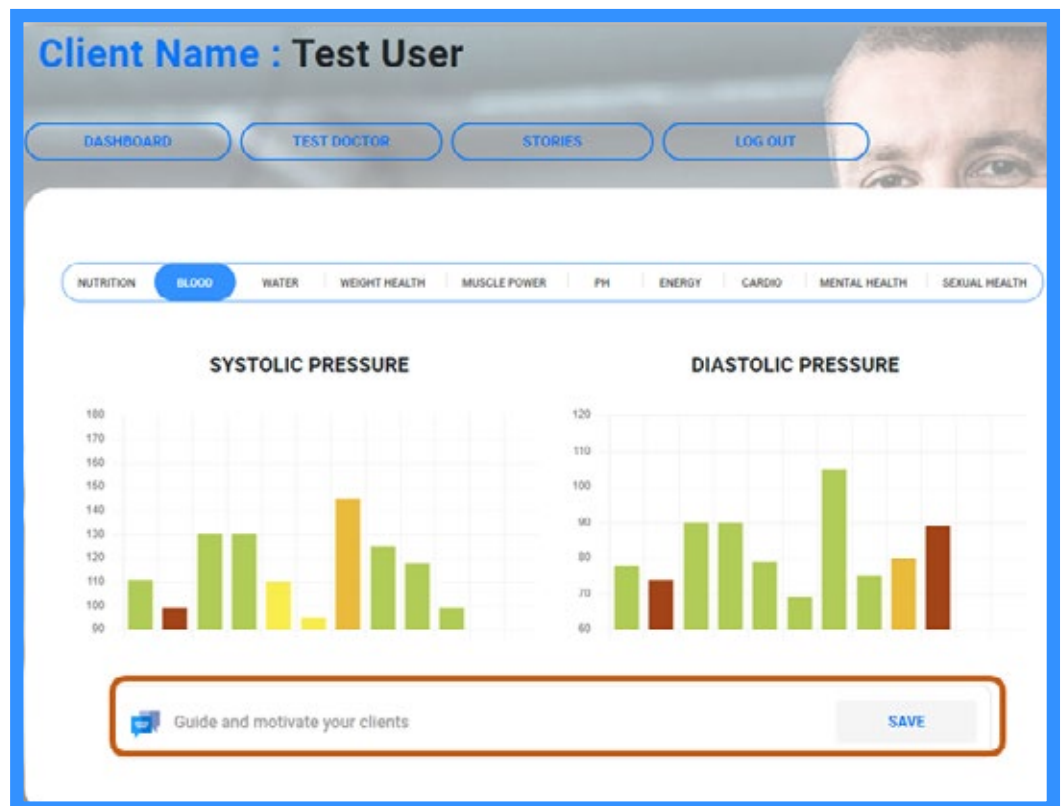 Client Name : Test User
DASHBOARD TEST DOCTOR STORIES LOG OUT
NUTRITION BLOOD WATER WEIGHT HEALTH MUSCLE POWER PH ENERGY CARDIO MENTAL HEALTH SEXUAL HEALTH
SYSTOLIC PRESSURE
180
170
160
150
140
130
120
110
100
90
DIASTOLIC PRESSURE
120
110
100
90
80
70
60
Guide and motivate your clients SAVE